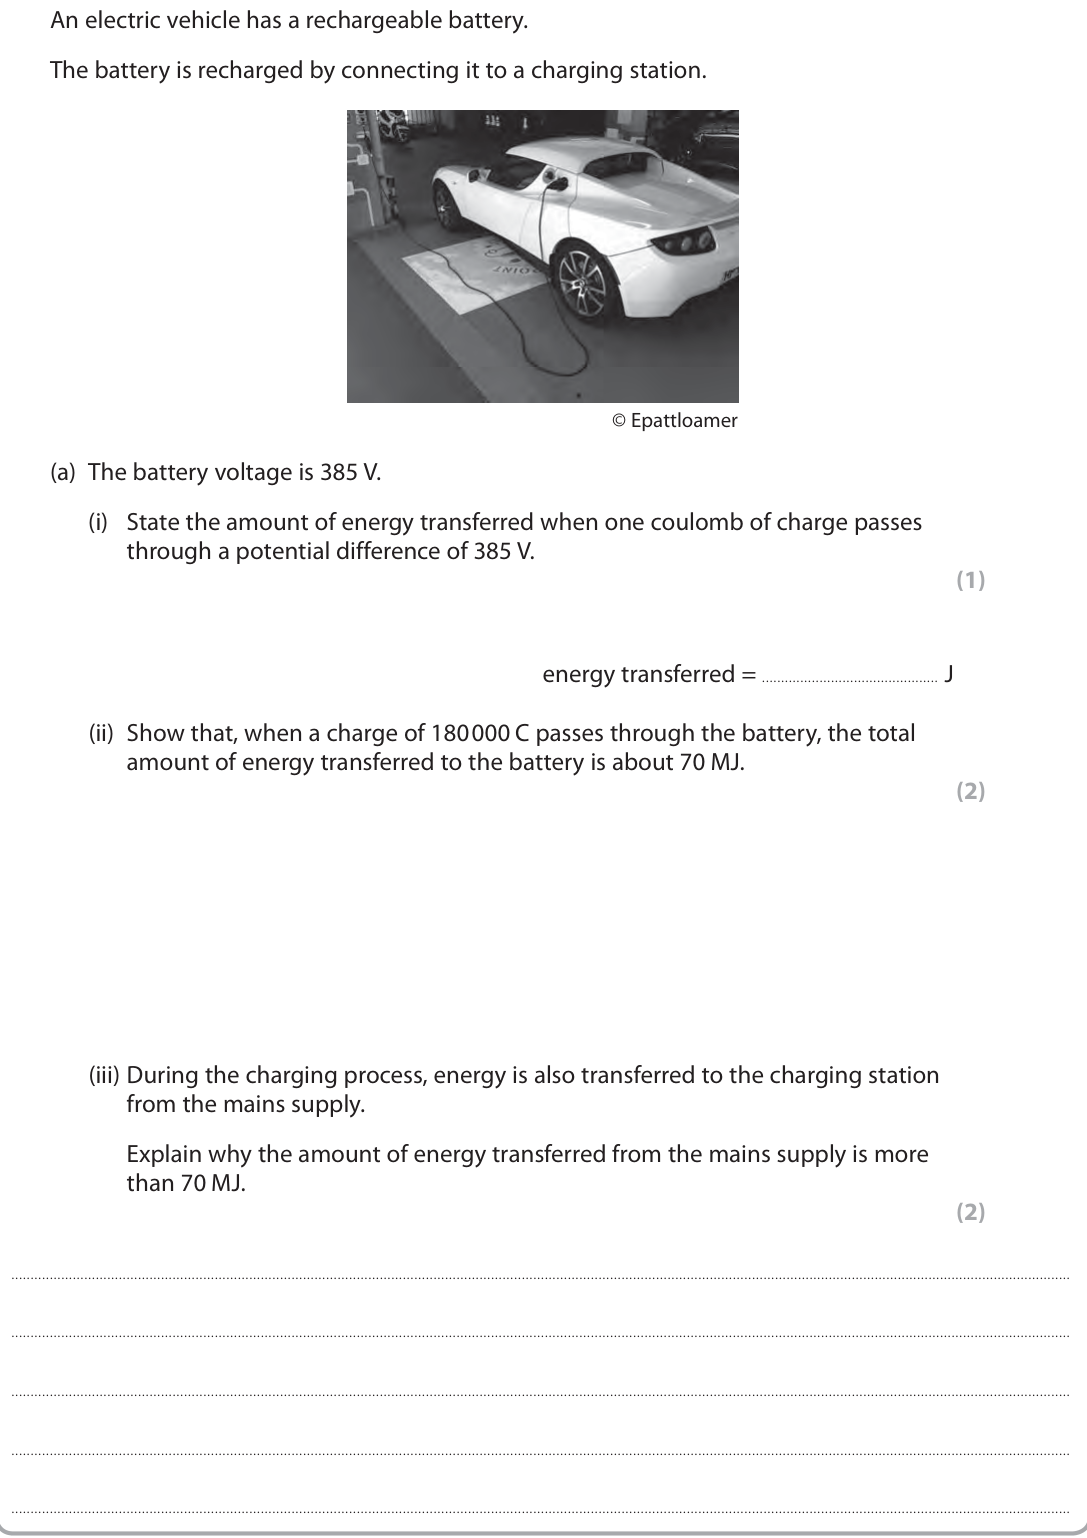 An electric vehicle has a rechargeable battery.
The battery is recharged by connecting it to a charging station.
© Epattloamer
(a) The battery voltage is 385 V.
(i) State the amount of energy transferred when one coulomb of charge passes
through a potential difference of 385 V.
(1)
energy transferred = .............................................. J
(ii) Show that, when a charge of 180 000 C passes through the battery, the total
amount of energy transferred to the battery is about 70 MJ.
(2)
(iii) During the charging process, energy is also transferred to the charging station
from the mains supply.
Explain why the amount of energy transferred from the mains supply is more
than 70 MJ.
(2)